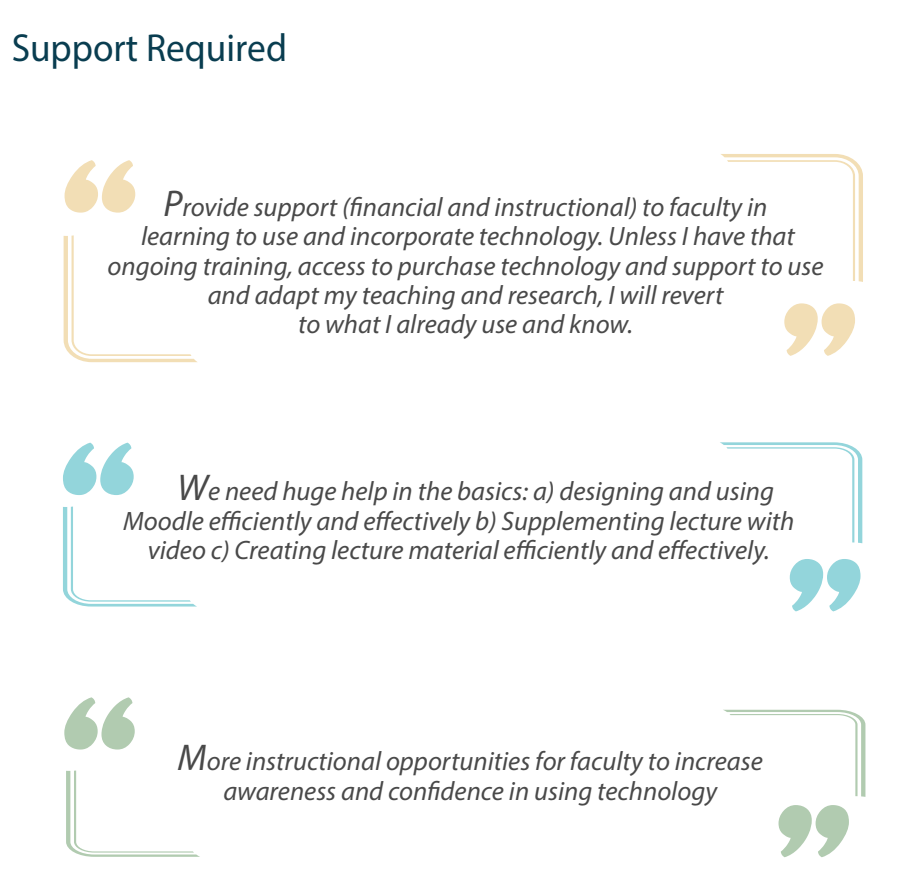 Support Required
Provide support (financial and instructional) to faculty in
learning to use and incorporate technology. Unless I have that
ongoing training, access to purchase technology and support to use
and adapt my teaching and research, I will revert
to what I already use and know.
We need huge help in the basics: a) designing and using
Moodle efficiently and effectively b) Supplementing lecture with
video c) Creating lecture material efficiently and effectively.
More instructional opportunities for faculty to increase
awareness and confidence in using technology